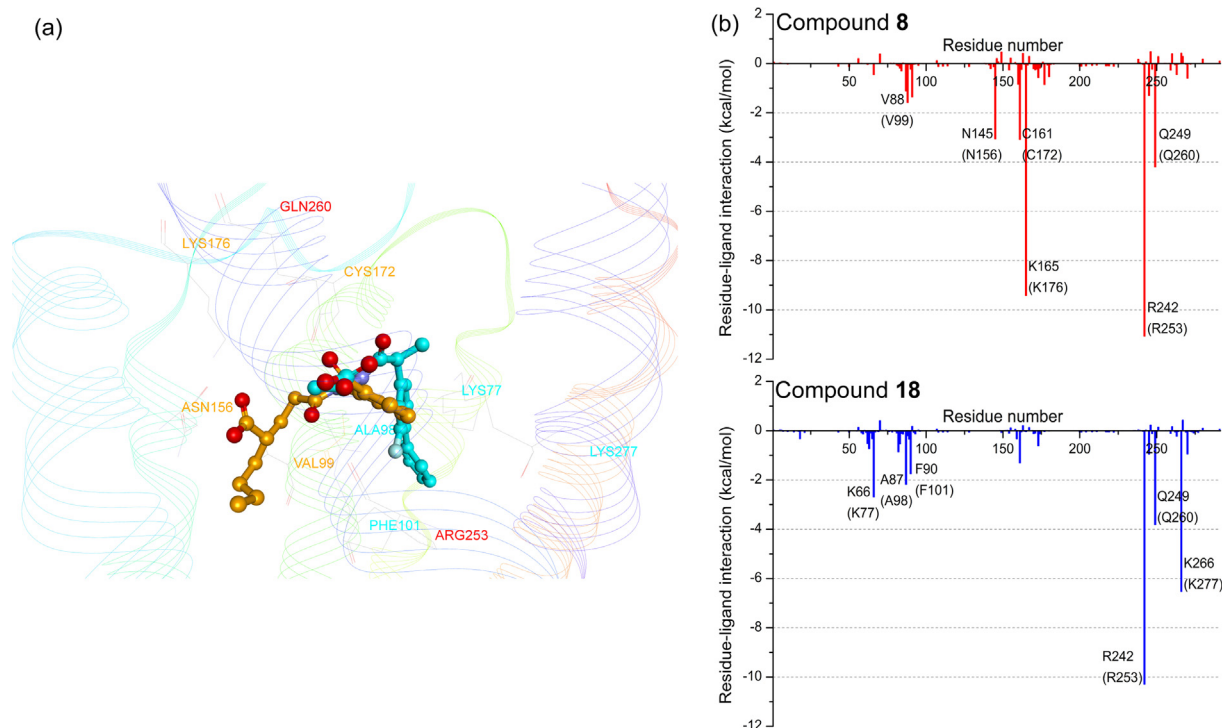 (a)
GLN260
LYS176
CYS172
LYS77
ASN156
ALA98
LYS277
VAL99
PHE101
ARG253
(b)
Compound 8
Residue number
Residue-ligand interaction (kcal/mol)
2
0
-2
-4
-6
-8
-10
-12
50
100
150
200
250
V88
(V99)
N145
(N156)
C161
(C172)
Q249
(Q260)
K165
(K176)
R242
(R253)
Compound 18
Residue number
Residue-ligand interaction (kcal/mol)
2
0
-2
-4
-6
-8
-10
-12
50
100
150
200
250
K66
(K77)
A87
(A98)
F90
(F101)
Q249
(Q260)
K266
(K277)
R242
(R253)